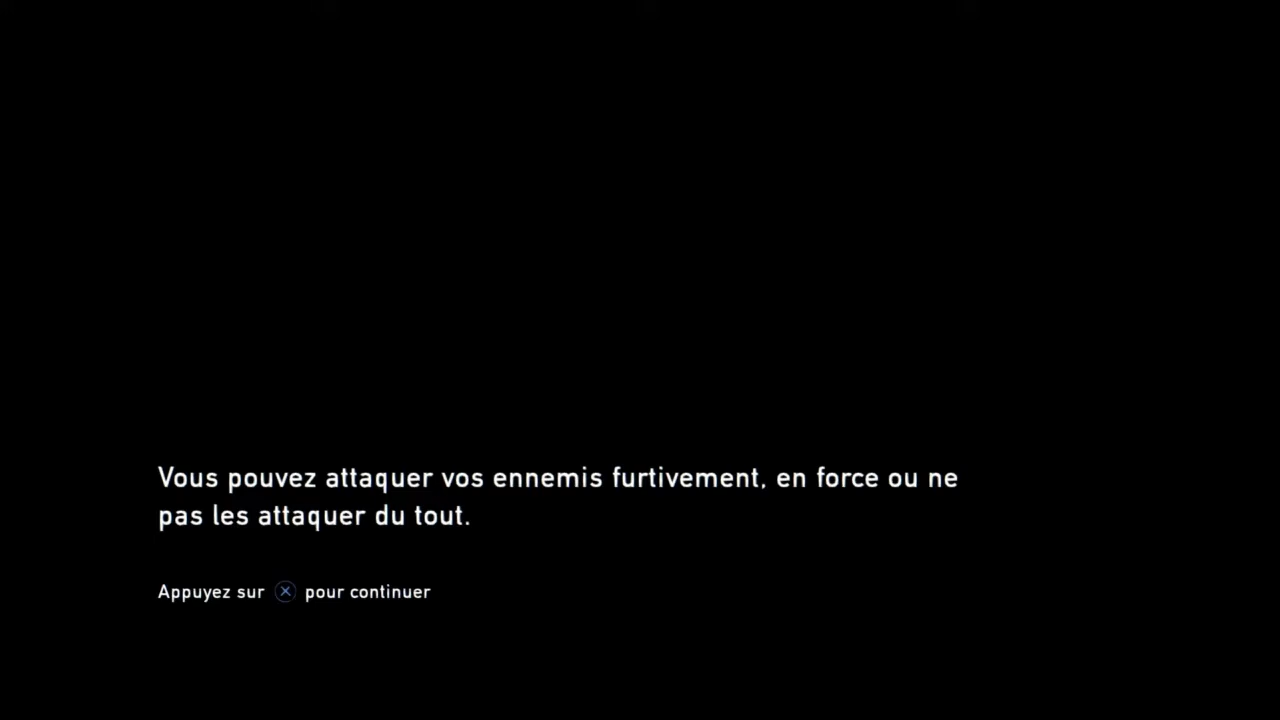 Vous pouvez attaquer vos ennemis furtivement, en force ou ne
pas les attaquer du tout.
Appuyez sur ⓧ pour continuer